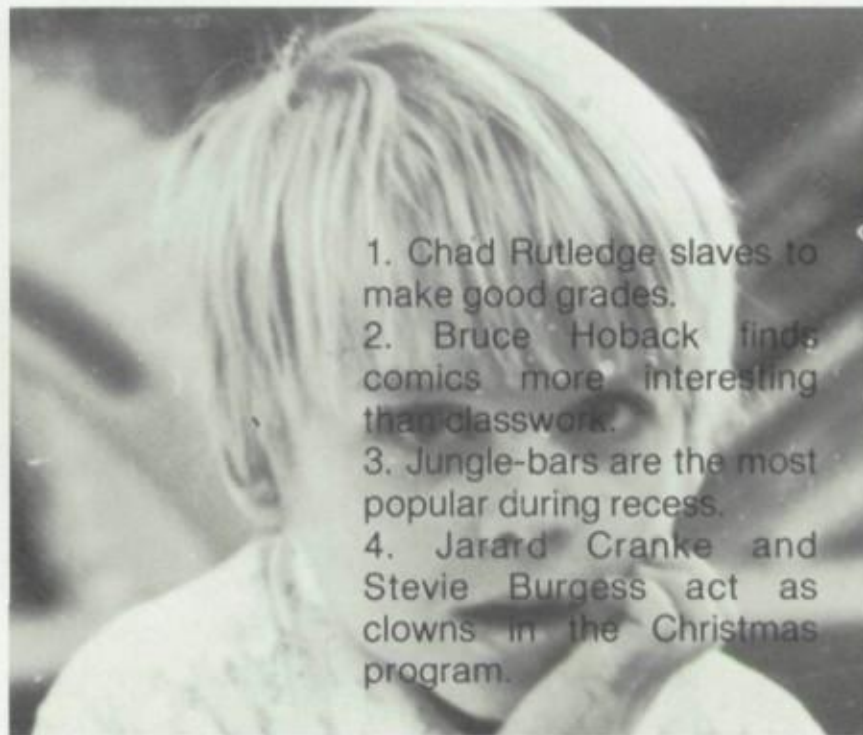 1. Chad Rutledge slaves to
make good grades.
2. Bruce Hoback finds
comics more interesting
than classwork.
3. Jungle-bars are the most
popular during recess.
4. Jarard Cranke and
Stevie Burgess act as
clowns in the Christmas
program.